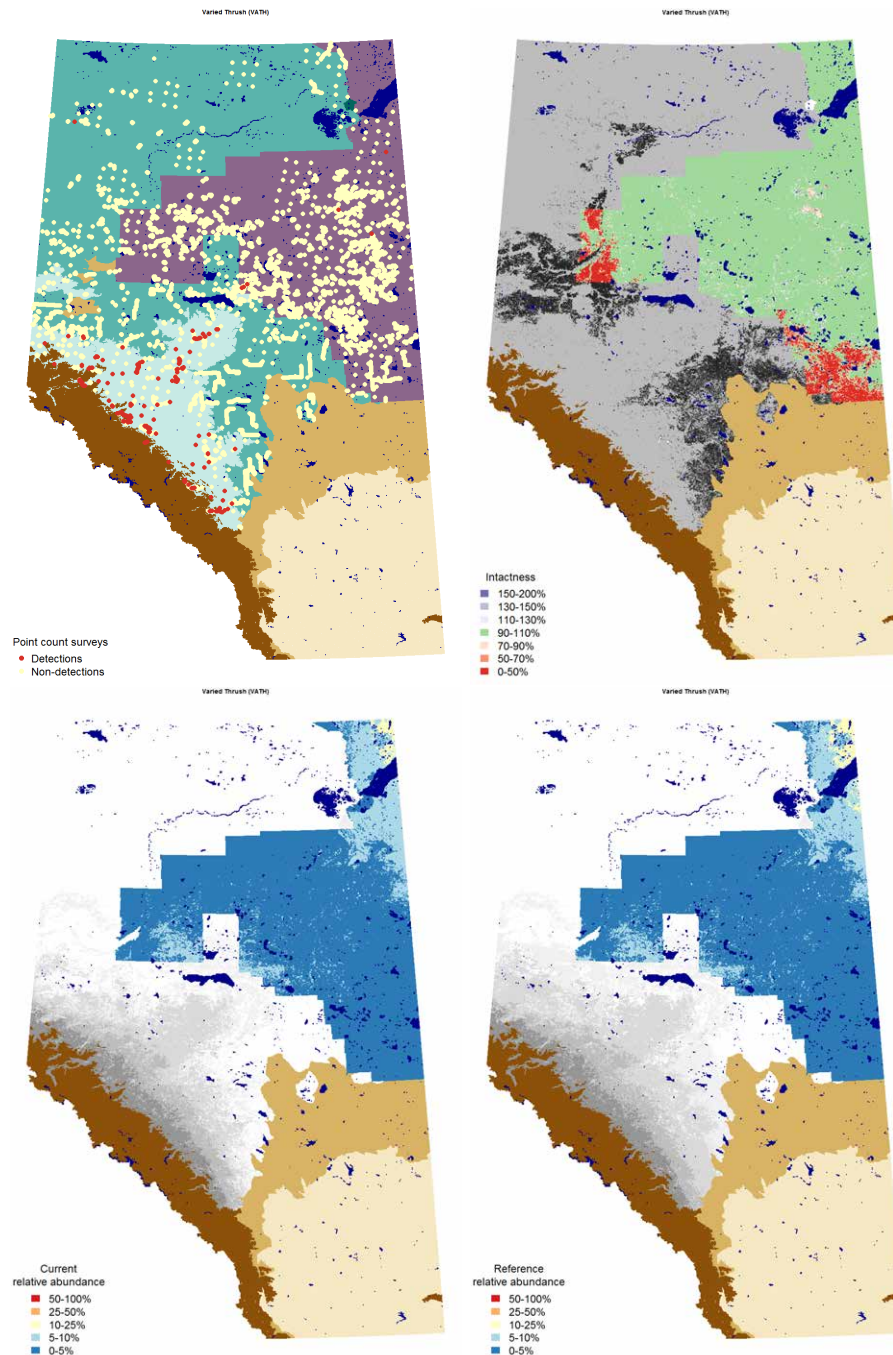 Varied Thrush (VATH)
Point count surveys
Detections
Non-detections
Varied Thrush (VATH)
Intactness
150-200%
130-150%
110-130%
90-110%
70-90%
50-70%
0-50%
Varied Thrush (VATH)
Current
relative abundance
50-100%
25-50%
10-25%
5-10%
0-5%
Varied Thrush (VATH)
Reference
relative abundance
50-100%
25-50%
10-25%
5-10%
0-5%